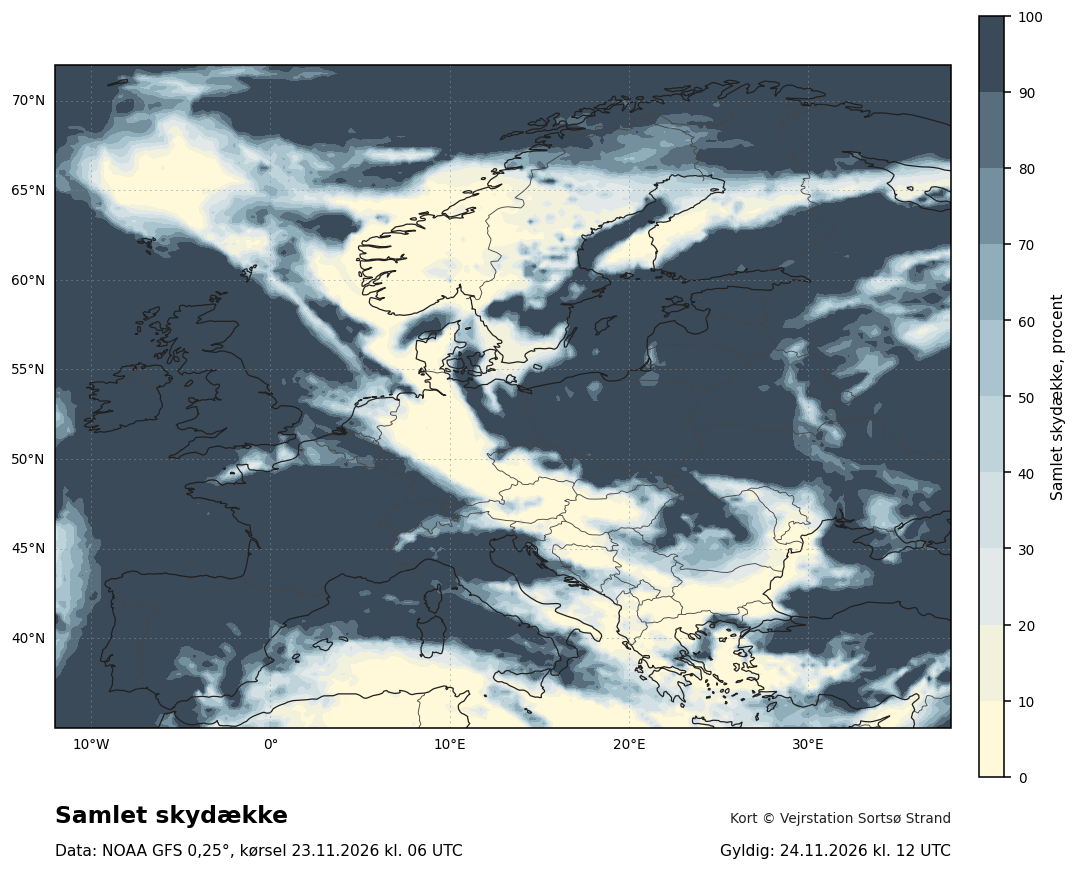 70°N
65°N
60°N
55°N
50°N
45°N
40°N
10°W 0° 10°E 20°E 30°E
100
90
80
70
60
50
40
30
20
10
0
Samlet skydække, procent
Samlet skydække
Kort © Vejrstation Sortsø Strand
Data: NOAA GFS 0,25°, kørsel 23.11.2026 kl. 06 UTC
Gyldig: 24.11.2026 kl. 12 UTC